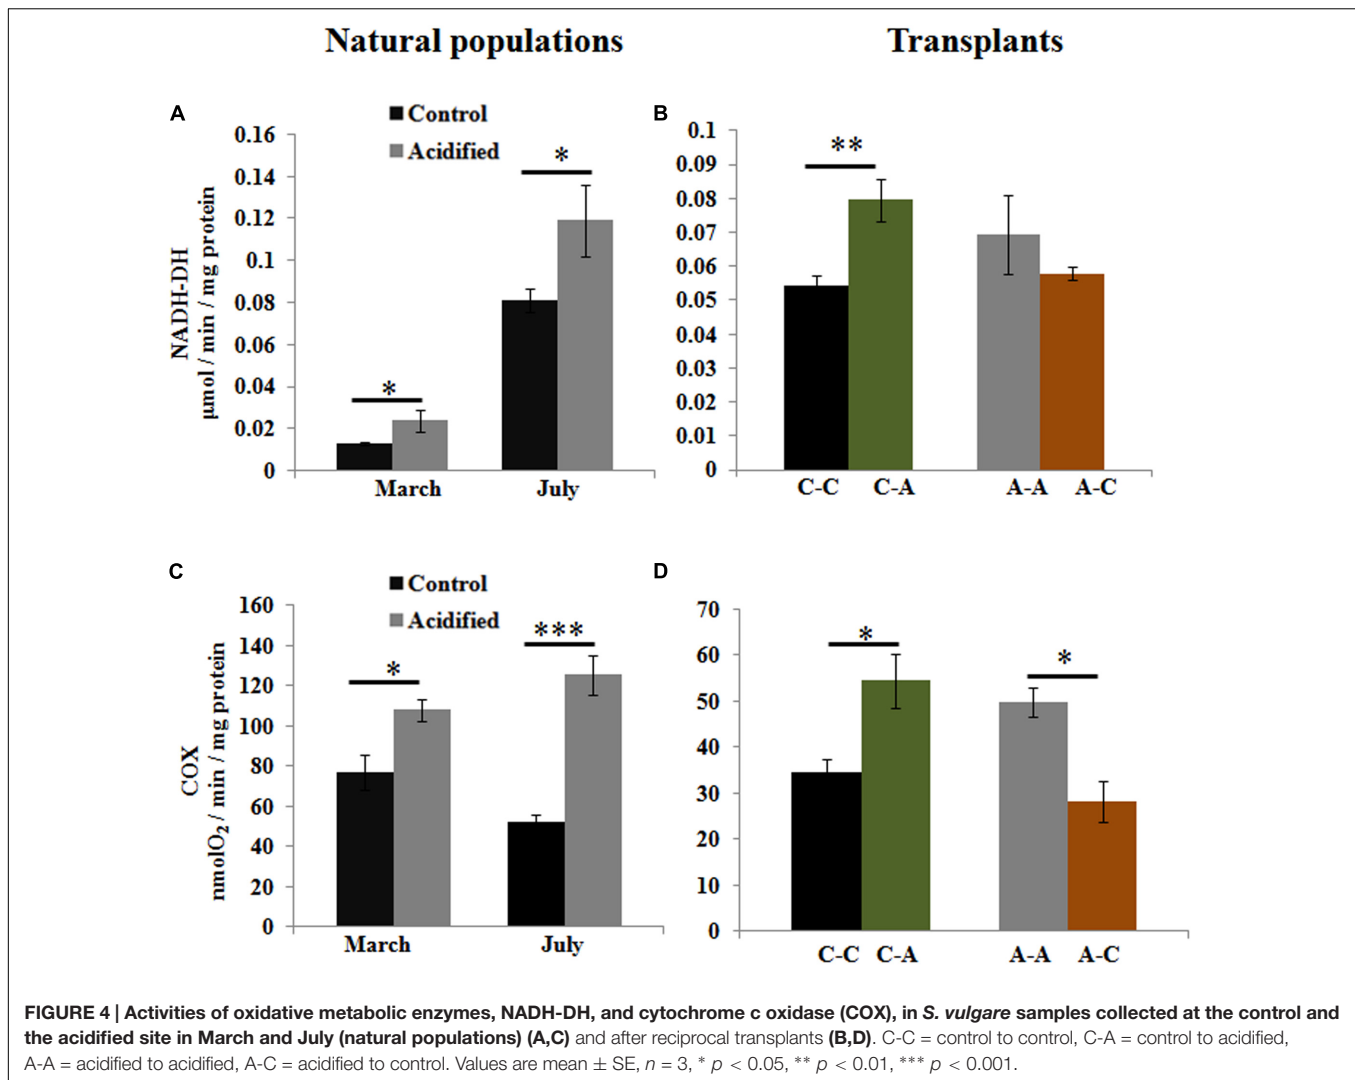 Natural populations
Transplants
A
Control
Acidified
0.16
0.14
0.12
0.1
0.08
0.06
0.04
0.02
0
NADH-DH
µmol / min / mg protein
*
*
March
July
B
0.1
0.09
0.08
0.07
0.06
0.05
0.04
0.03
0.02
0.01
0
**
C-C
C-A
A-A
A-C
C
Control
Acidified
160
140
120
100
80
60
40
20
0
COX
nmolO₂ / min / mg protein
*
***
March
July
D
70
60
50
40
30
20
10
0
*
*
C-C
C-A
A-A
A-C
FIGURE 4 | Activities of oxidative metabolic enzymes, NADH-DH, and cytochrome c oxidase (COX), in S. vulgare samples collected at the control and
the acidified site in March and July (natural populations) (A,C) and after reciprocal transplants (B,D). C-C = control to control, C-A = control to acidified,
A-A = acidified to acidified, A-C = acidified to control. Values are mean ± SE, n = 3, * p < 0.05, ** p < 0.01, *** p < 0.001.